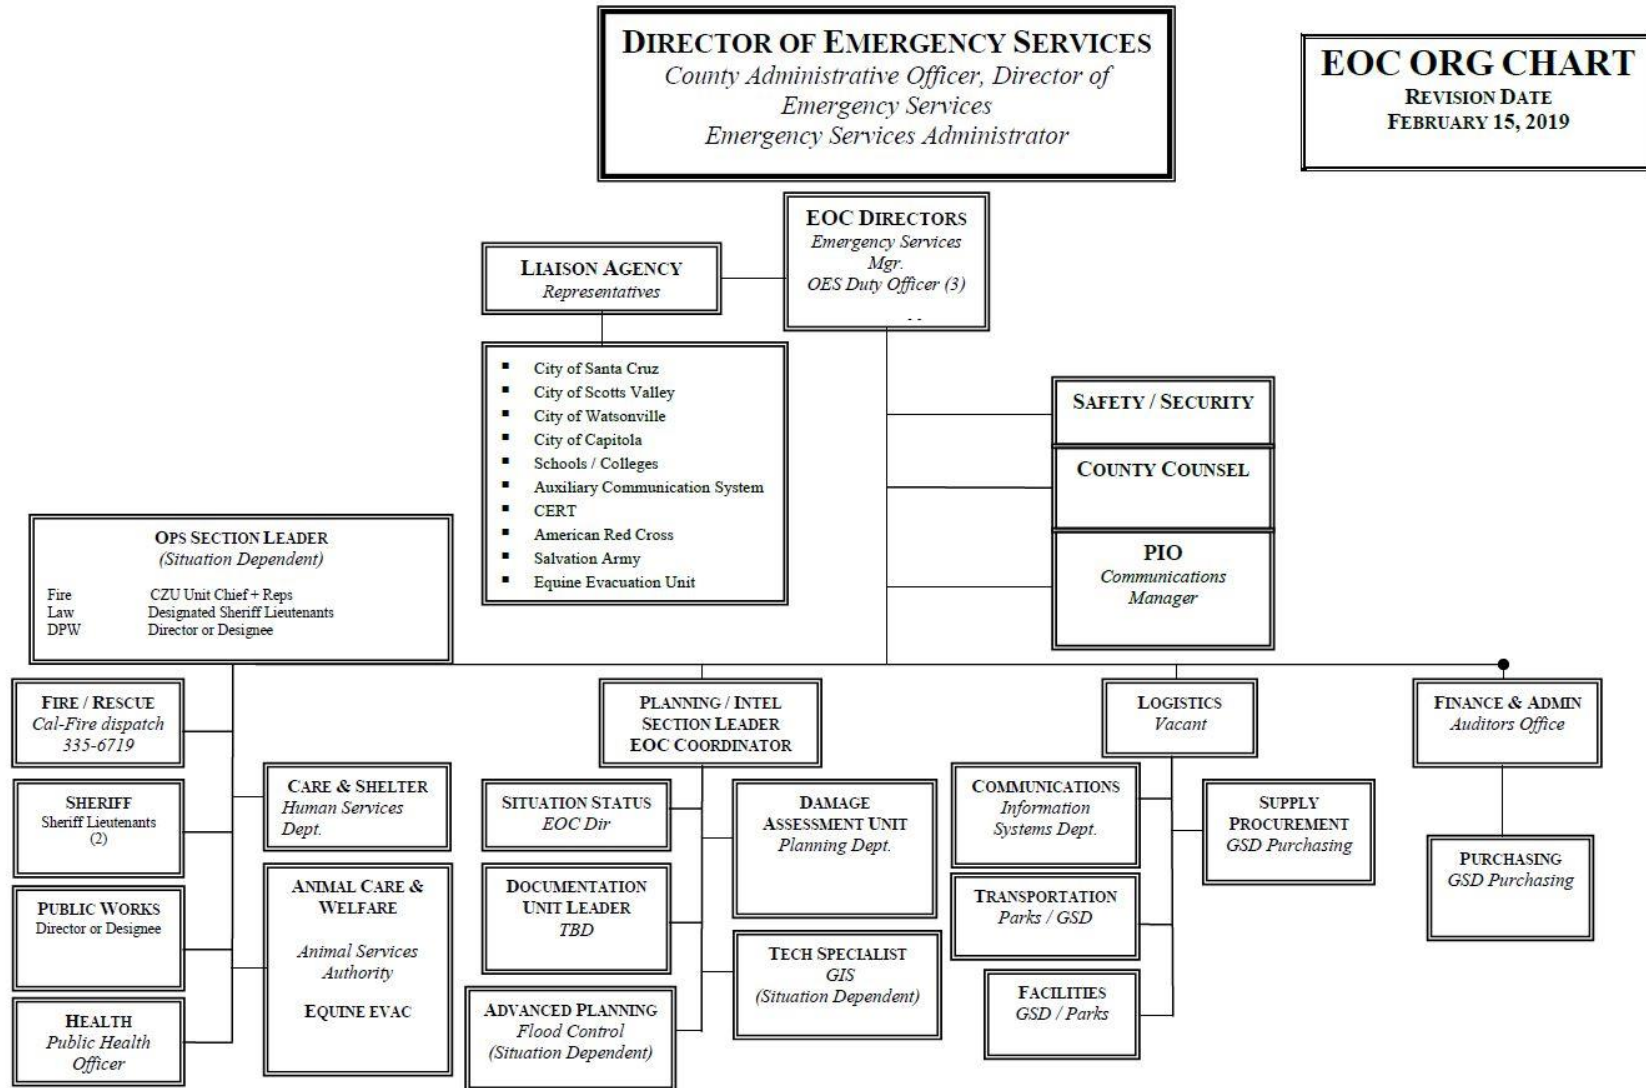 DIRECTOR OF EMERGENCY SERVICES
County Administrative Officer, Director of
Emergency Services
Emergency Services Administrator
EOC ORG CHART
REVISION DATE
FEBRUARY 15, 2019
EOC DIRECTORS
Emergency Services
Mgr.
OES Duty Officer (3)
- -
LIAISON AGENCY
Representatives
▪ City of Santa Cruz
▪ City of Scotts Valley
▪ City of Watsonville
▪ City of Capitola
▪ Schools / Colleges
▪ Auxiliary Communication System
▪ CERT
▪ American Red Cross
▪ Salvation Army
▪ Equine Evacuation Unit
SAFETY / SECURITY
COUNTY COUNSEL
PIO
Communications
Manager
OPS SECTION LEADER
(Situation Dependent)
Fire CZU Unit Chief + Reps
Law Designated Sheriff Lieutenants
DPW Director or Designee
FIRE / RESCUE
Cal-Fire dispatch
335-6719
SHERIFF
Sheriff Lieutenants
(2)
PUBLIC WORKS
Director or Designee
HEALTH
Public Health
Officer
CARE & SHELTER
Human Services
Dept.
ANIMAL CARE &
WELFARE
Animal Services
Authority
EQUINE EVAC
PLANNING / INTEL
SECTION LEADER
EOC COORDINATOR
SITUATION STATUS
EOC Dir
DOCUMENTATION
UNIT LEADER
TBD
ADVANCED PLANNING
Flood Control
(Situation Dependent)
DAMAGE
ASSESSMENT UNIT
Planning Dept.
TECH SPECIALIST
GIS
(Situation Dependent)
LOGISTICS
Vacant
COMMUNICATIONS
Information
Systems Dept.
TRANSPORTATION
Parks / GSD
FACILITIES
GSD / Parks
SUPPLY
PROCUREMENT
GSD Purchasing
FINANCE & ADMIN
Auditors Office
PURCHASING
GSD Purchasing